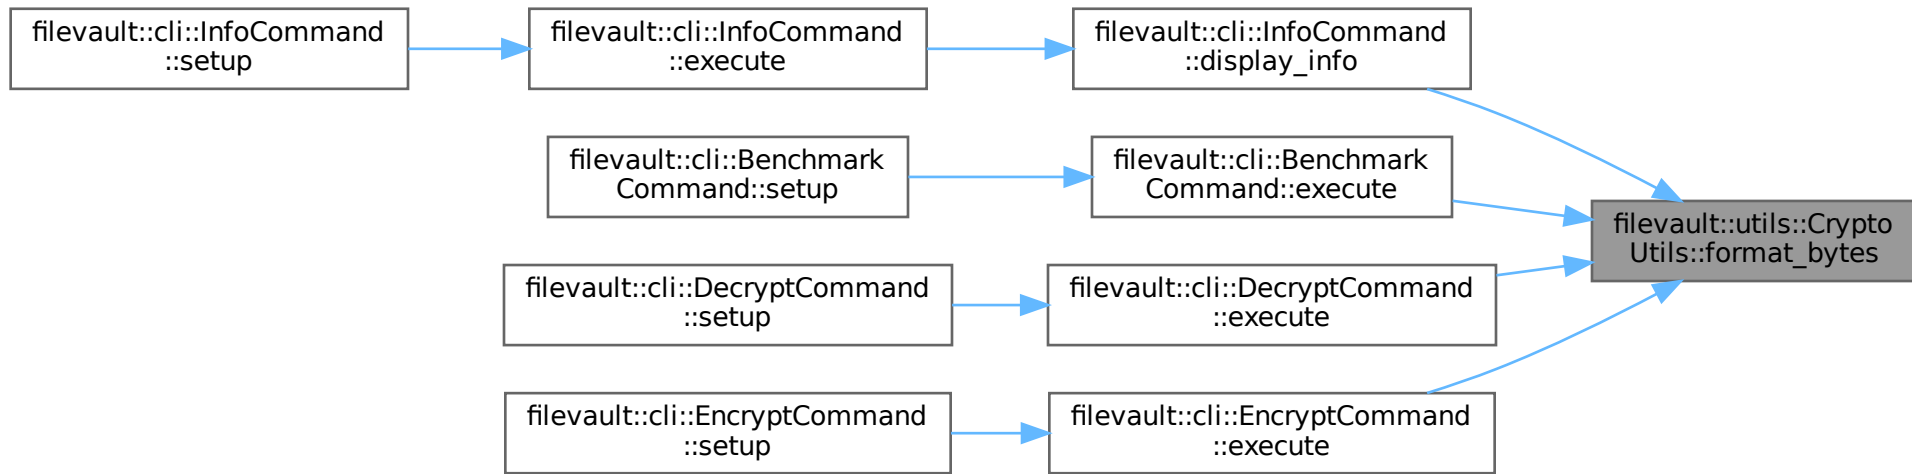 filevault::cli::InfoCommand
::setup
filevault::cli::InfoCommand
::execute
filevault::cli::InfoCommand
::display_info
filevault::cli::Benchmark
Command::setup
filevault::cli::Benchmark
Command::execute
filevault::utils::Crypto
Utils::format_bytes
filevault::cli::DecryptCommand
::setup
filevault::cli::DecryptCommand
::execute
filevault::cli::EncryptCommand
::setup
filevault::cli::EncryptCommand
::execute